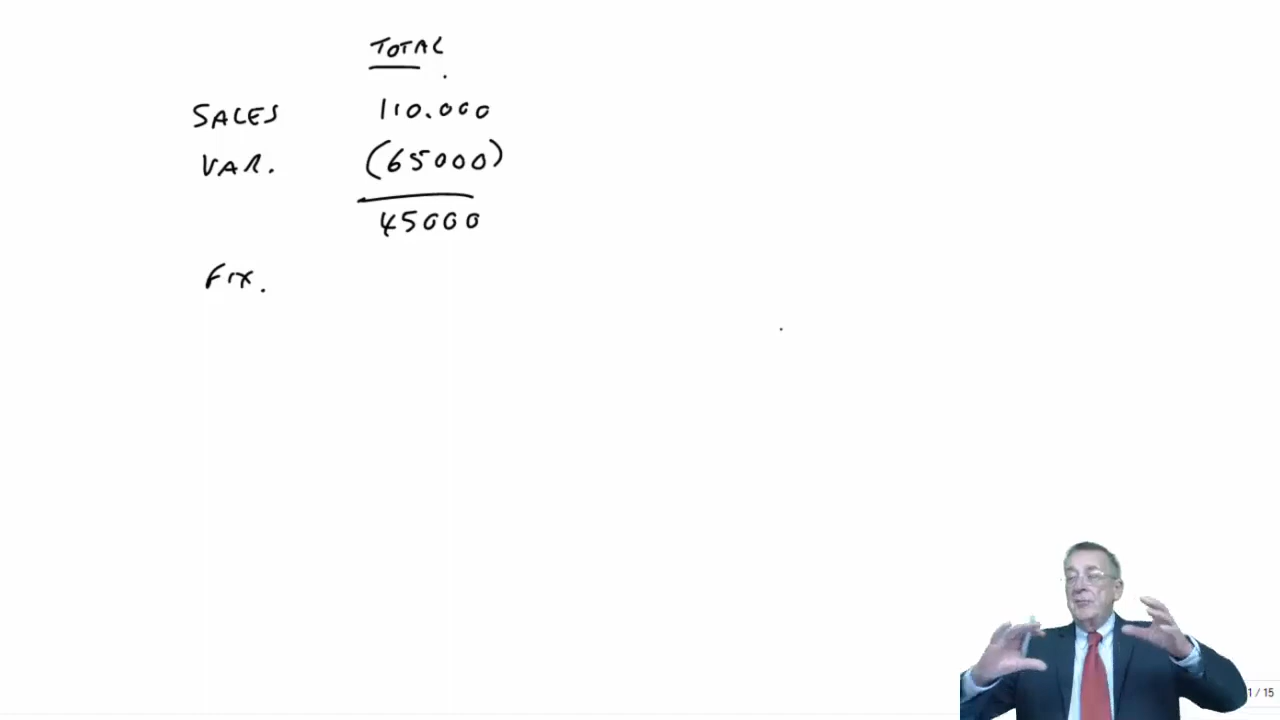 TOTAL
SALES 110.000
VAR. (65000)
45000
FIX.
1 / 15